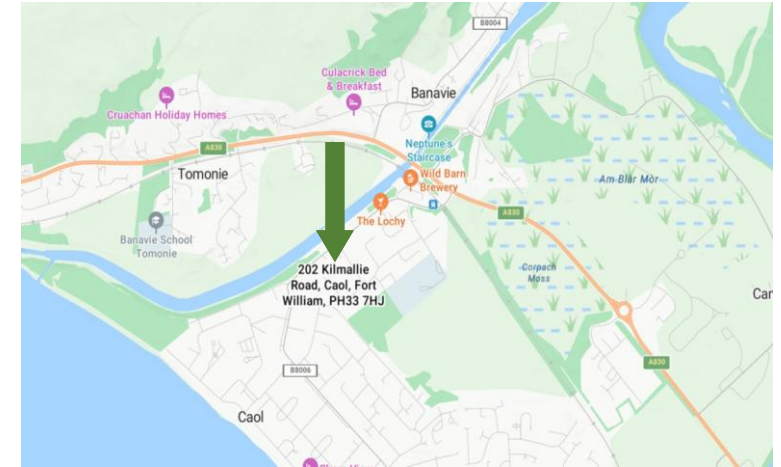 B8004
Culacrick Bed
& Breakfast
Banavie
Cruachan Holiday Homes
Neptune's
Staircase
A830
Tomonie
Wild Barn
Brewery
Am Blàr Mòr
The Lochy
A830
Banavie School
Tomonie
202 Kilmallie
Road, Caol, Fort
William, PH33 7HJ
Corpach
Moss
A830
B8006
Caol